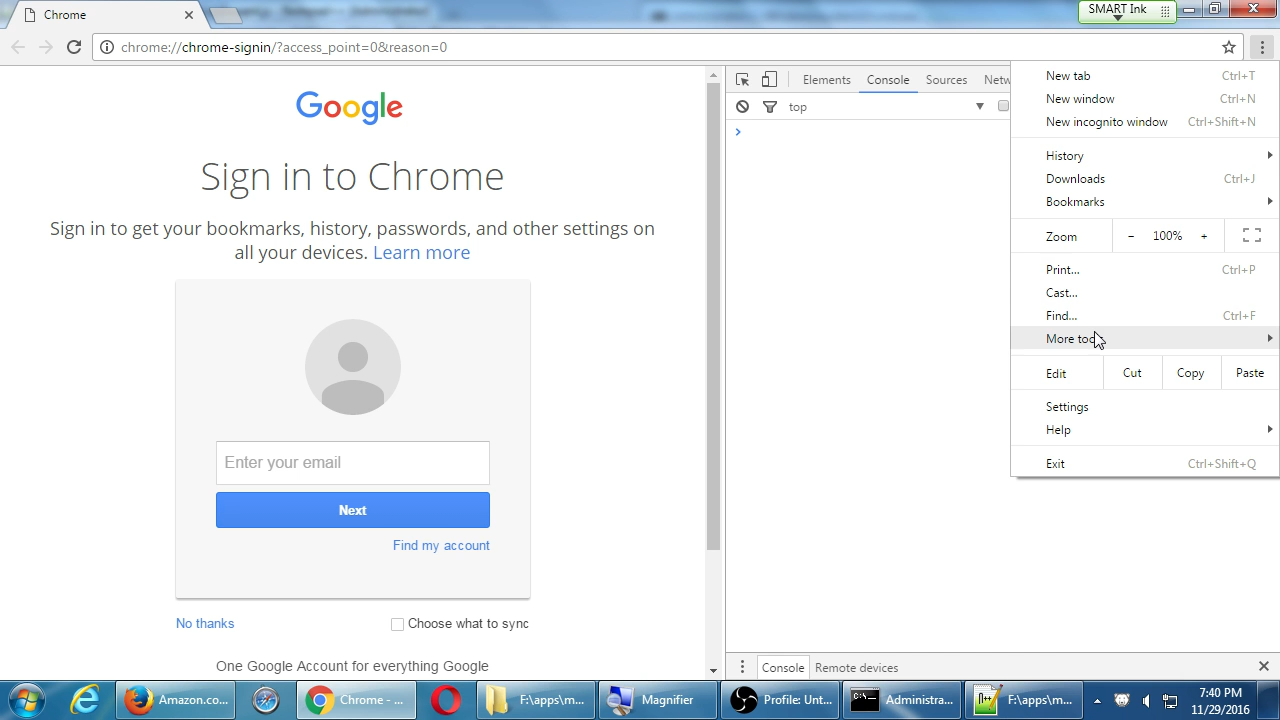 Chrome
SMART Ink
chrome://chrome-signin/?access_point=0&reason=0
Google
Sign in to Chrome
Sign in to get your bookmarks, history, passwords, and other settings on
all your devices. Learn more
Enter your email
Next
Find my account
No thanks
Choose what to sync
One Google Account for everything Google
Elements Console Sources Netw
top
New tab Ctrl+T
New window Ctrl+N
New incognito window Ctrl+Shift+N
History
Downloads Ctrl+J
Bookmarks
Zoom - 100% +
Print... Ctrl+P
Cast...
Find... Ctrl+F
More too
Edit Cut Copy Paste
Settings
Help
Exit Ctrl+Shift+Q
Console Remote devices
Amazon.co... Chrome - ... F:\apps\m... Magnifier Profile: Unt... Administra... F:\apps\m...
7:40 PM
11/29/2016